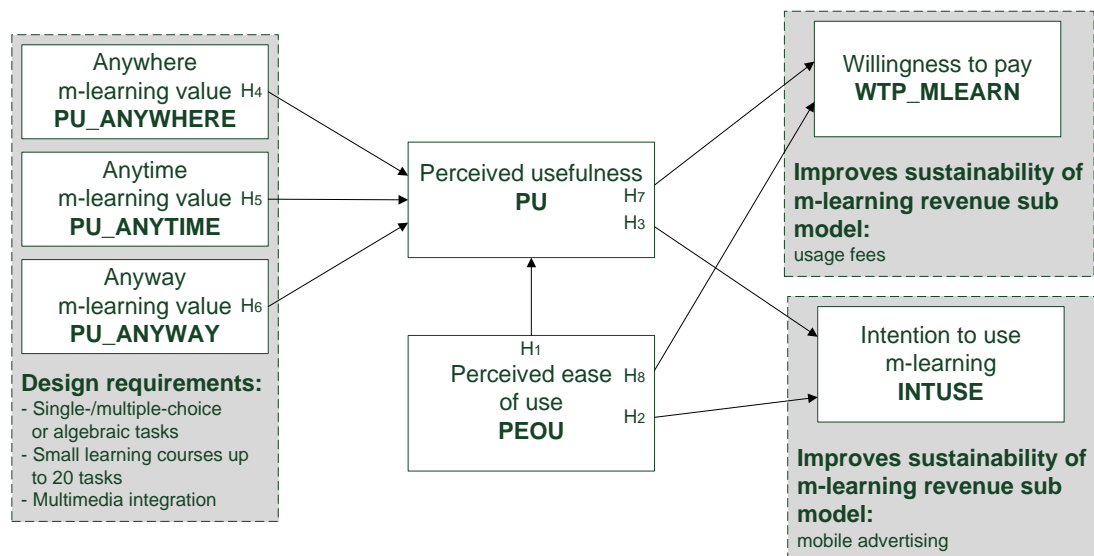 Anywhere
m-learning value H4
PU_ANYWHERE
Anytime
m-learning value H5
PU_ANYTIME
Anyway
m-learning value H6
PU_ANYWAY
Design requirements:
- Single-/multiple-choice
or algebraic tasks
- Small learning courses up
to 20 tasks
- Multimedia integration
Perceived usefulness
PU
H7
H3
H1
Perceived ease
of use
PEOU
H8
H2
Willingness to pay
WTP_MLEARN
Improves sustainability of
m-learning revenue sub
model:
usage fees
Intention to use
m-learning
INTUSE
Improves sustainability of
m-learning revenue sub
model:
mobile advertising